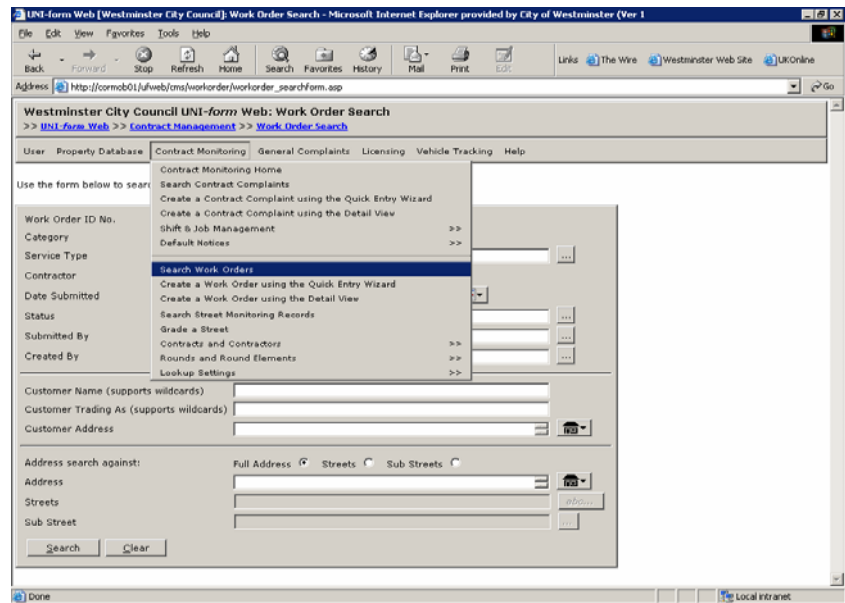 UNI-form Web [Westminster City Council]: Work Order Search - Microsoft Internet Explorer provided by City of Westminster (Ver 1
File Edit View Favorites Tools Help
Back Forward Stop Refresh Home Search Favorites History Mail Print Edit Links The Wire Westminster Web Site UKOnline
Address http://cormob01/ufweb/cms/workorder/workorder_searchform.asp Go
Westminster City Council UNI-form Web: Work Order Search
>> UNI-form Web >> Contract Management >> Work Order Search
User Property Database Contract Monitoring General Complaints Licensing Vehicle Tracking Help
Contract Monitoring Home
Use the form below to sear
Search Contract Complaints
Create a Contract Complaint using the Quick Entry Wizard
Create a Contract Complaint using the Detail View
Shift & Job Management >>
Default Notices >>
Search Work Orders
Create a Work Order using the Quick Entry Wizard
Create a Work Order using the Detail View
Search Street Monitoring Records
Grade a Street
Contracts and Contractors >>
Rounds and Round Elements >>
Lookup Settings >>
Work Order ID No.
Category
Service Type ...
Contractor
Date Submitted
Status ...
Submitted By ...
Created By ...
Customer Name (supports wildcards)
Customer Trading As (supports wildcards)
Customer Address
Address search against: Full Address Streets Sub Streets
Address
Streets abc...
Sub Street ...
Search Clear
Done Local intranet